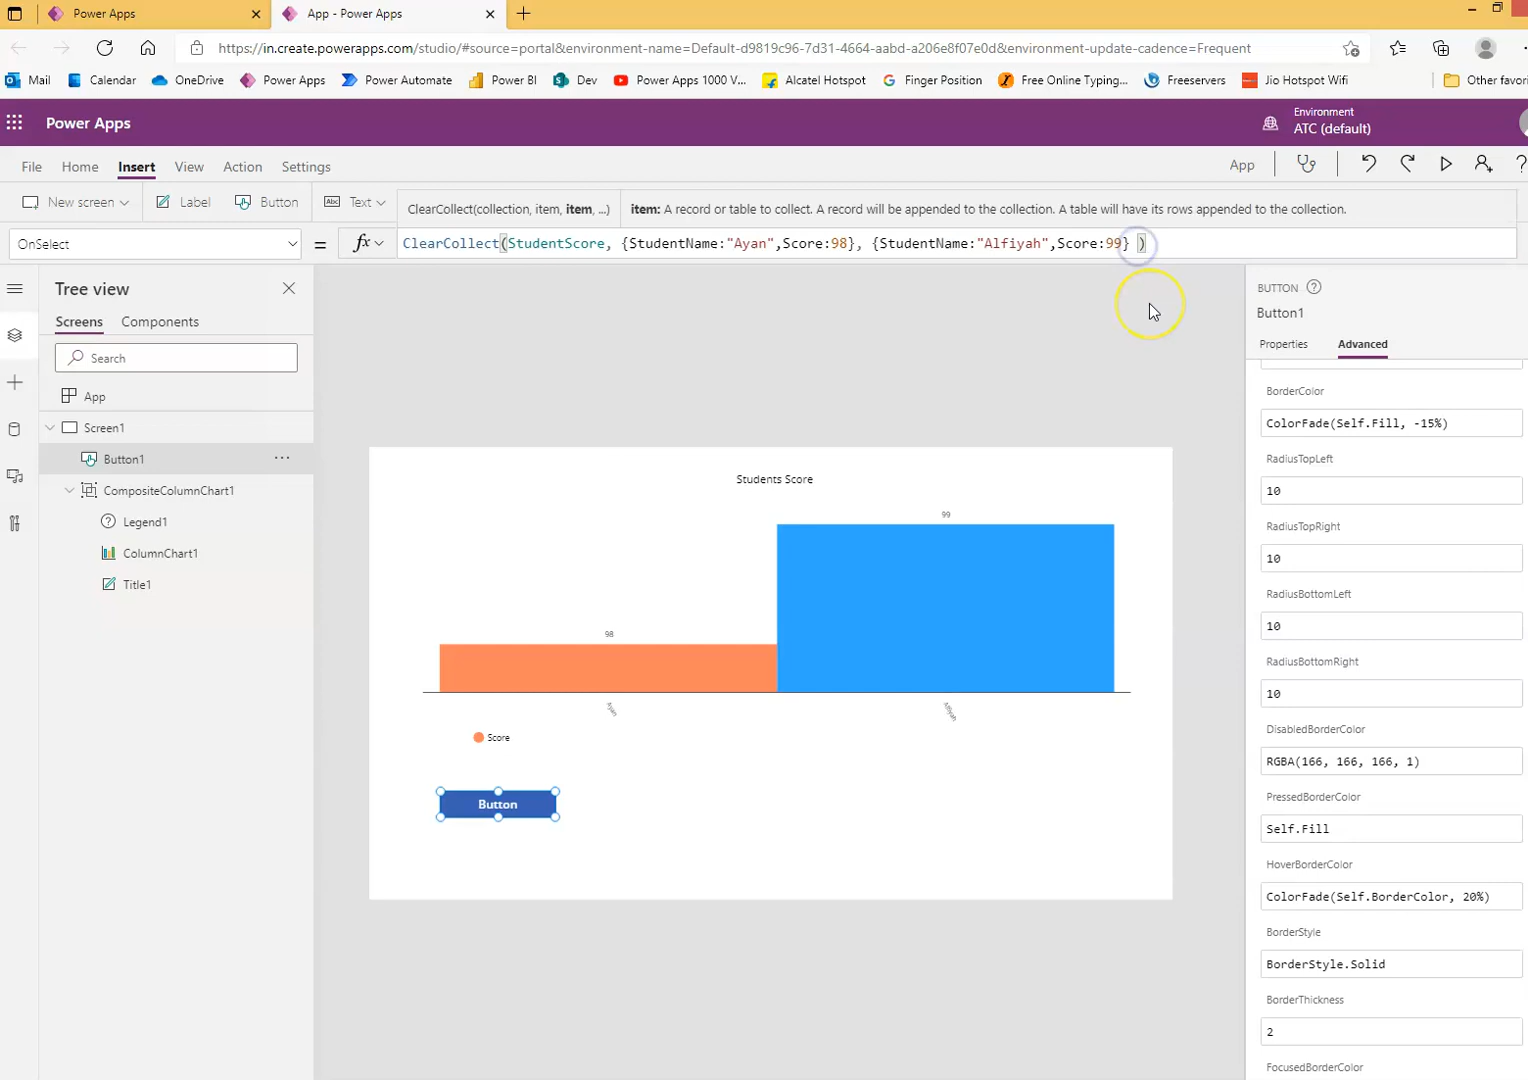 Power Apps
App - Power Apps
https://in.create.powerapps.com/studio/#source=portal&environment-name=Default-d9819c96-7d31-4664-aabd-a206e8f07e0d&environment-update-cadence=Frequent
Mail Calendar OneDrive Power Apps Power Automate Power BI Dev Power Apps 1000 V... Alcatel Hotspot Finger Position Free Online Typing... Freeservers Jio Hotspot Wifi Other favori
Power Apps
Environment
ATC (default)
File Home Insert View Action Settings App
New screen Label Button Abc Text ClearCollect(collection, item, item, ...) item: A record or table to collect. A record will be appended to the collection. A table will have its rows appended to the collection.
OnSelect = fx ClearCollect(StudentScore, {StudentName:"Ayan",Score:98}, {StudentName:"Alfiyah",Score:99} )
Tree view
Screens Components
Search
App
Screen1
Button1 ...
CompositeColumnChart1
Legend1
ColumnChart1
Title1
Students Score
99
98
Ayan
Alfiyah
Score
Button
BUTTON ?
Button1
Properties Advanced
BorderColor
ColorFade(Self.Fill, -15%)
RadiusTopLeft
10
RadiusTopRight
10
RadiusBottomLeft
10
RadiusBottomRight
10
DisabledBorderColor
RGBA(166, 166, 166, 1)
PressedBorderColor
Self.Fill
HoverBorderColor
ColorFade(Self.BorderColor, 20%)
BorderStyle
BorderStyle.Solid
BorderThickness
2
FocusedBorderColor